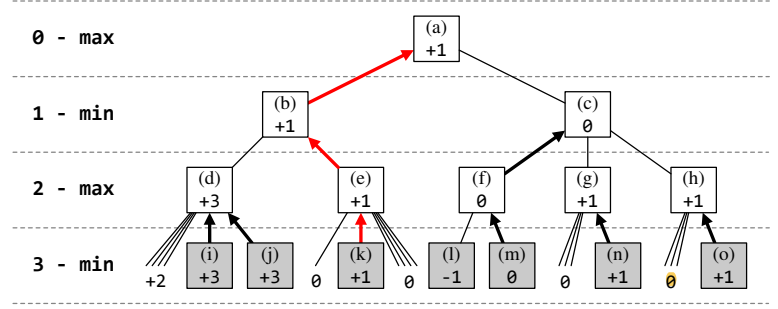 0 - max
(a)
+1
1 - min
(b)
+1
(c)
0
2 - max
(d)
+3
(e)
+1
(f)
0
(g)
+1
(h)
+1
3 - min
+2
(i)
+3
(j)
+3
0
(k)
+1
0
(l)
-1
(m)
0
0
(n)
+1
0
(o)
+1